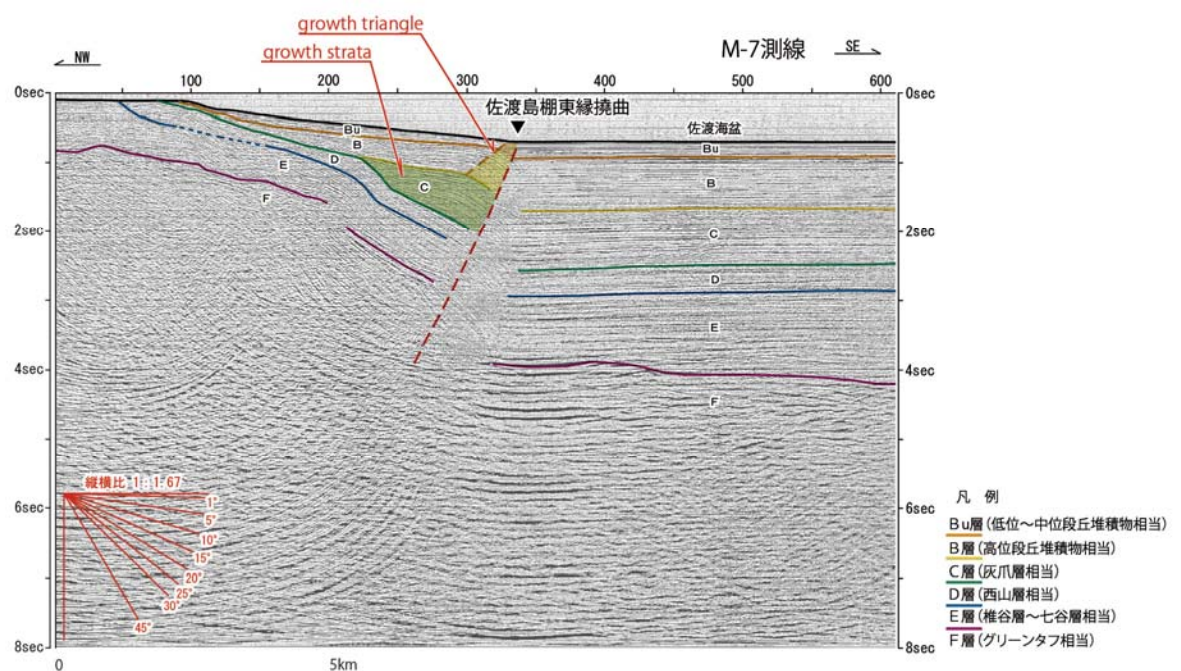 growth triangle
growth strata
M-7測線
NW
SE
100
200
300
400
500
600
0sec
0sec
佐渡島棚東縁撓曲
佐渡海盆
Bu
Bu
B
B
D
E
C
F
2sec
2sec
C
D
E
4sec
4sec
F
縦横比 1:1.67
1°
5°
10°
15°
20°
25°
30°
45°
6sec
6sec
8sec
8sec
0
5km
凡 例
Bu層(低位～中位段丘堆積物相当)
B層(高位段丘堆積物相当)
C層(灰爪層相当)
D層(西山層相当)
E層(椎谷層～七谷層相当)
F層(グリーンタフ相当)